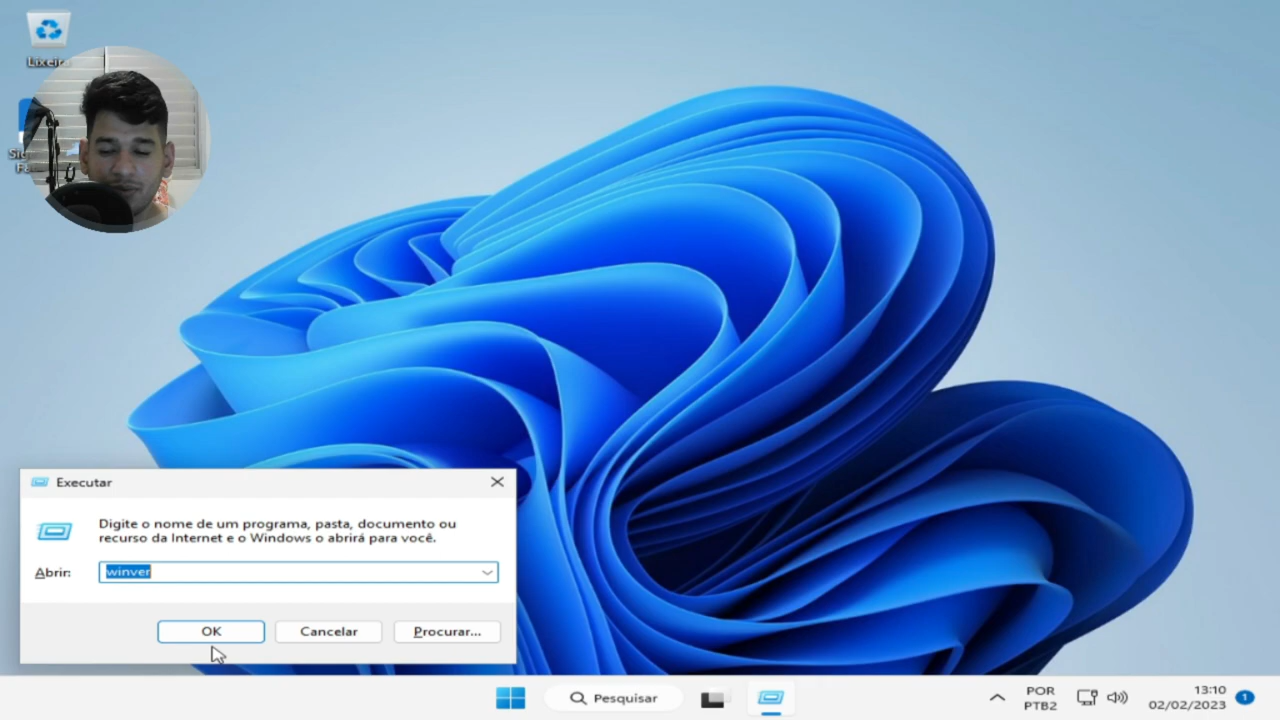 Lixeira
Executar
Digite o nome de um programa, pasta, documento ou
recurso da Internet e o Windows o abrirá para você.
Abrir:
winver
OK
Cancelar
Procurar...
Pesquisar
POR
PTB2
13:10
02/02/2023
1